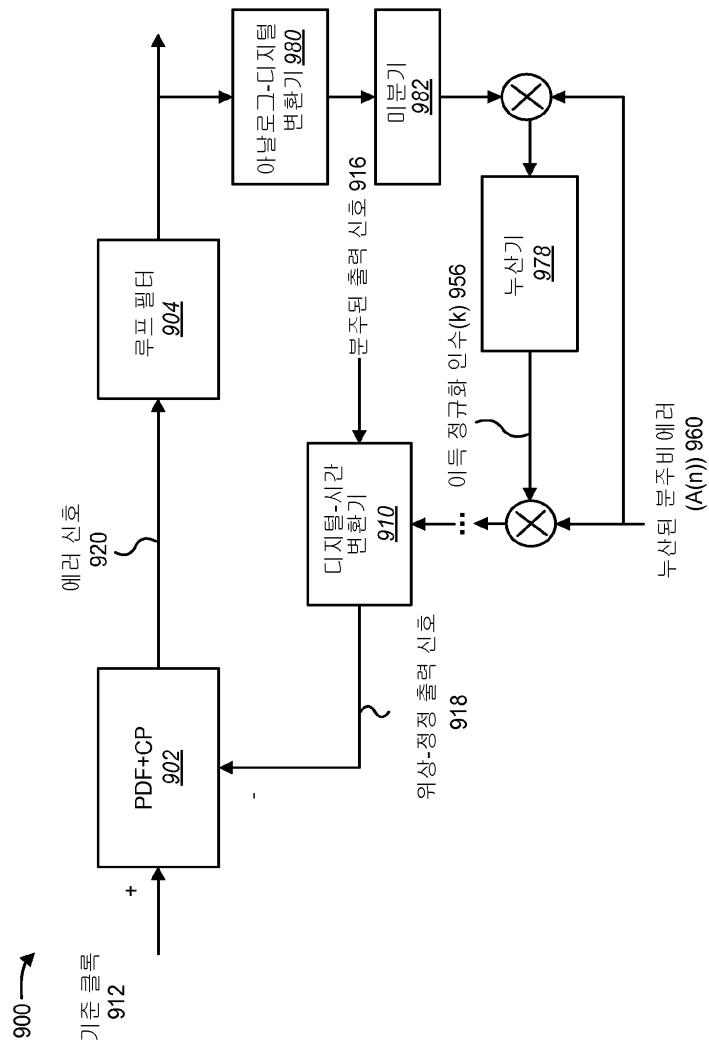 900
기준 클록
912
+
PDF+CP
902
-
에러 신호
920
루프 필터
904
아날로그-디지털
변환기 980
미분기
982
분주된 출력 신호 916
디지털-시간
변환기
910
위상-정정 출력 신호
918
이득 정규화 인수(k) 956
누산기
978
누산된 분주비에러
(A(n)) 960